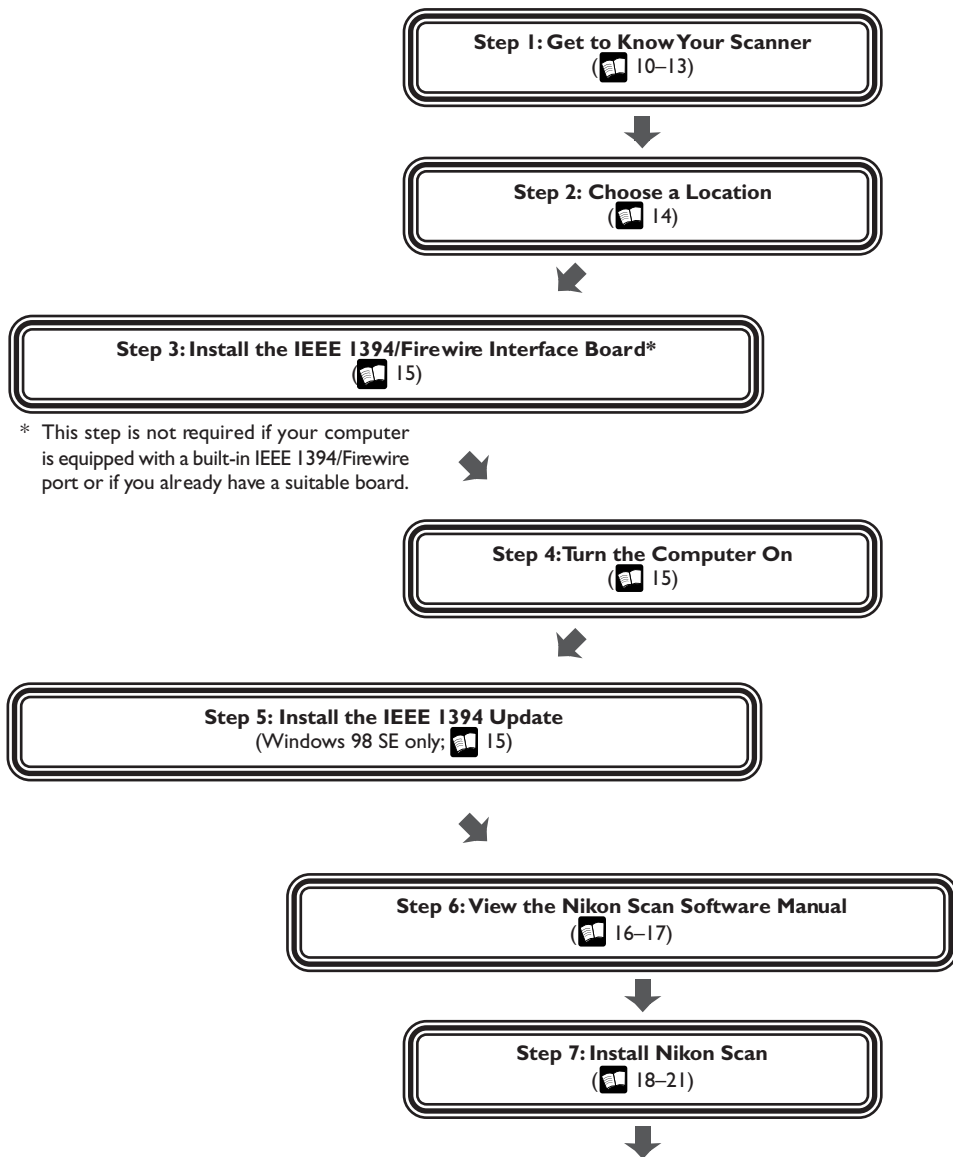 Step 1: Get to Know Your Scanner
( 10–13)
Step 2: Choose a Location
( 14)
Step 3: Install the IEEE 1394/Firewire Interface Board*
( 15)
* This step is not required if your computer
is equipped with a built-in IEEE 1394/Firewire
port or if you already have a suitable board.
Step 4: Turn the Computer On
( 15)
Step 5: Install the IEEE 1394 Update
(Windows 98 SE only; 15)
Step 6: View the Nikon Scan Software Manual
( 16–17)
Step 7: Install Nikon Scan
( 18–21)